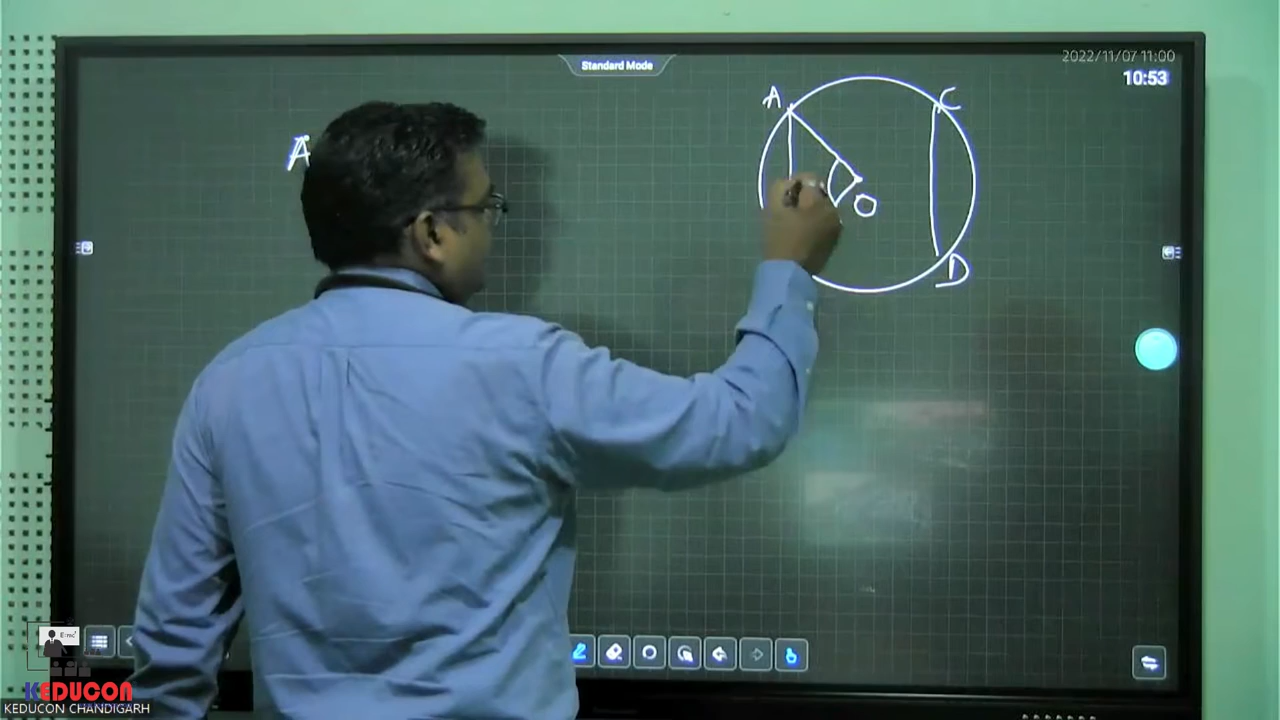 2022/11/07 11:00
Standard Mode
10:53
A
C
A
O
D
KEDUCON
KEDUCON CHANDIGARH